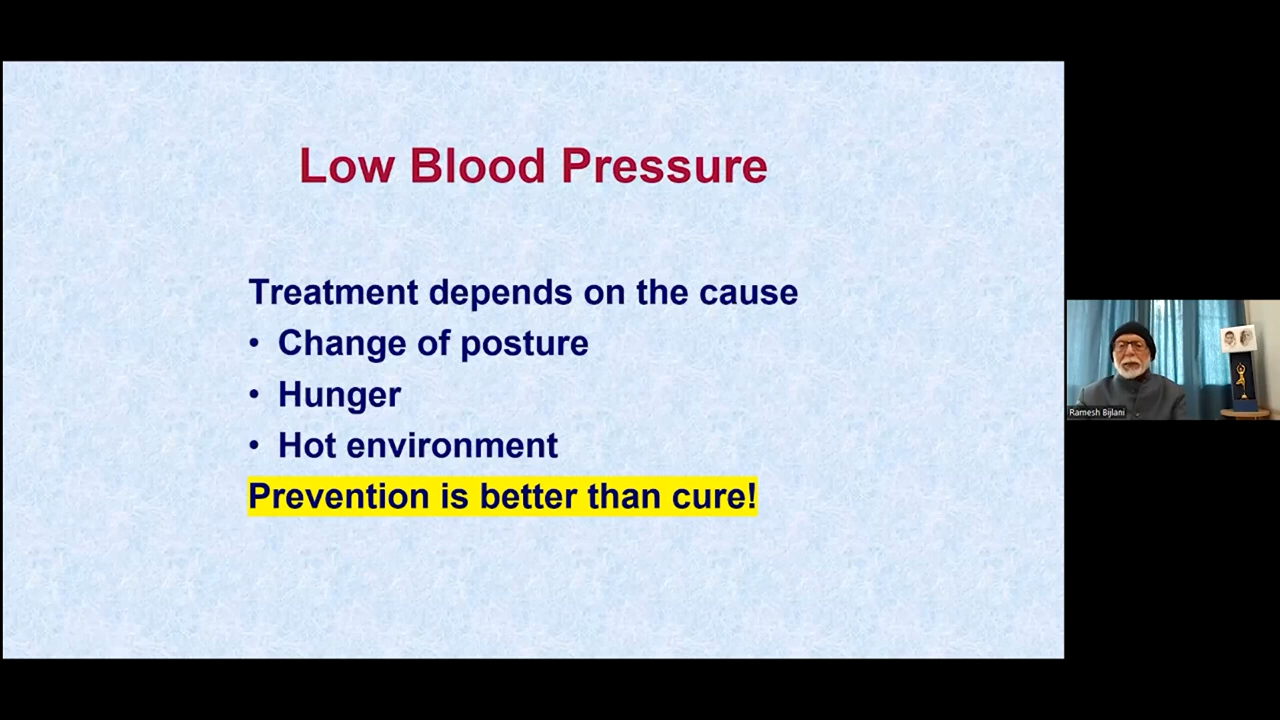 Low Blood Pressure
Treatment depends on the cause
• Change of posture
• Hunger
• Hot environment
Prevention is better than cure!
Ramesh Bijlani